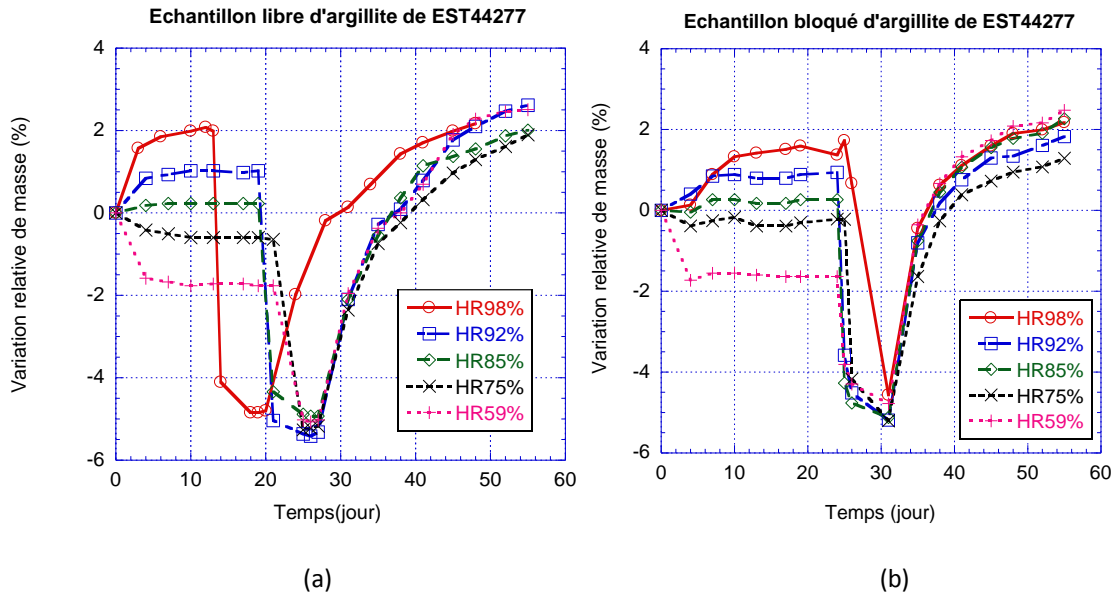 Echantillon libre d'argillite de EST44277
Variation relative de masse (%)
4
2
0
-2
-4
-6
HR98%
HR92%
HR85%
HR75%
HR59%
0 10 20 30 40 50 60
Temps(jour)
(a)
Echantillon bloqué d'argillite de EST44277
Variation relative de masse (%)
4
2
0
-2
-4
-6
HR98%
HR92%
HR85%
HR75%
HR59%
0 10 20 30 40 50 60
Temps (jour)
(b)